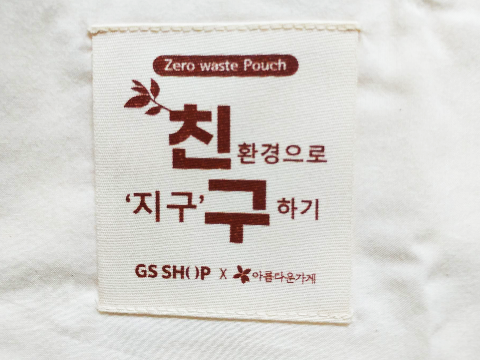 Zero waste Pouch
친환경으로
‘지구’구하기
GS SHOP X 아름다운가게